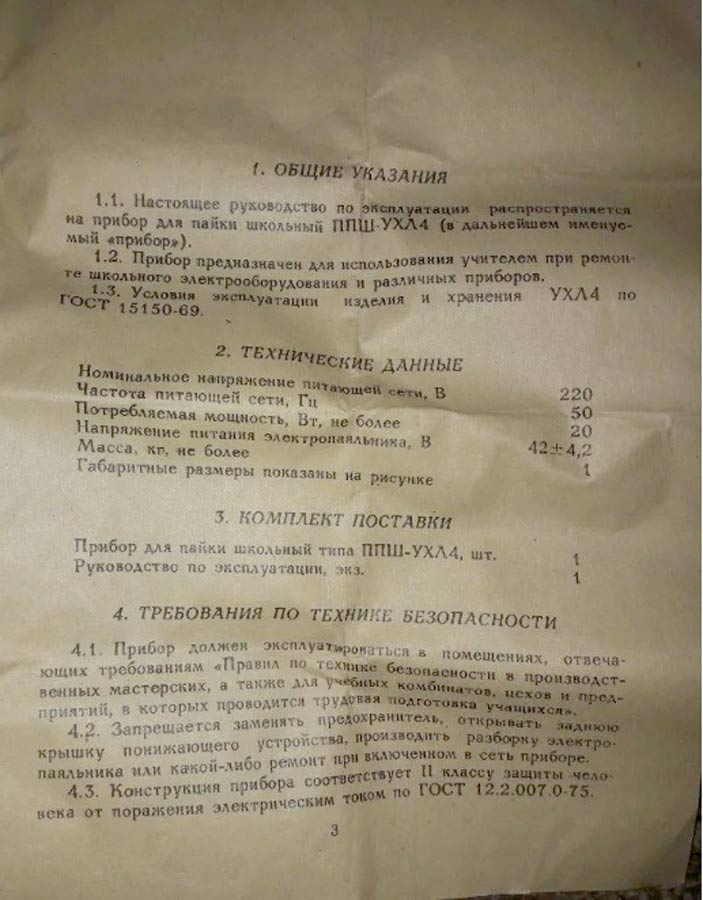 1. ОБЩИЕ УКАЗАНИЯ
1.1. Настоящее руководство по эксплуатации распространяется
на прибор для пайки школьный ППШ-УХЛ4 (в дальнейшем именуе-
мый «прибор»).
1.2. Прибор предназначен для использования учителем при ремон-
те школьного электрооборудования и различных приборов.
1.3. Условия эксплуатации изделия и хранения УХЛ4 по
ГОСТ 15150-69.
2. ТЕХНИЧЕСКИЕ ДАННЫЕ
Номинальное напряжение питающей сети, В 220
Частота питающей сети, Гц 50
Потребляемая мощность, Вт, не более 20
Напряжение питания электропаяльника, В 42±4,2
Масса, кг, не более 1
Габаритные размеры показаны на рисунке
3. КОМПЛЕКТ ПОСТАВКИ
Прибор для пайки школьный типа ППШ-УХЛ4, шт. 1
Руководство по эксплуатации, экз. 1
4. ТРЕБОВАНИЯ ПО ТЕХНИКЕ БЕЗОПАСНОСТИ
4.1. Прибор должен эксплуатироваться в помещениях, отвеча-
ющих требованиям «Правил по технике безопасности в производст-
венных мастерских, а также для учебных комбинатов, цехов и пред-
приятий, в которых проводится трудовая подготовка учащихся».
4.2. Запрещается заменять предохранитель, открывать заднюю
крышку понижающего устройства, производить разборку электро-
паяльника или какой-либо ремонт при включенном в сеть приборе.
4.3. Конструкция прибора соответствует II классу защиты чело-
века от поражения электрическим током по ГОСТ 12.2.007.0-75.
3